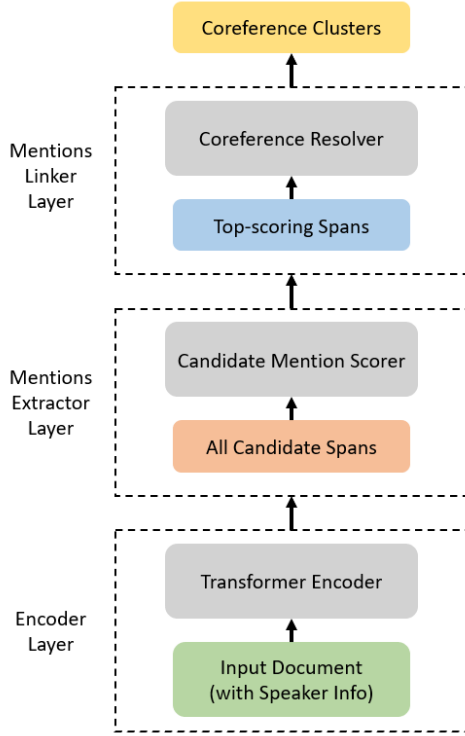 Coreference Clusters
Mentions
Linker
Layer
Coreference Resolver
Top-scoring Spans
Mentions
Extractor
Layer
Candidate Mention Scorer
All Candidate Spans
Encoder
Layer
Transformer Encoder
Input Document
(with Speaker Info)